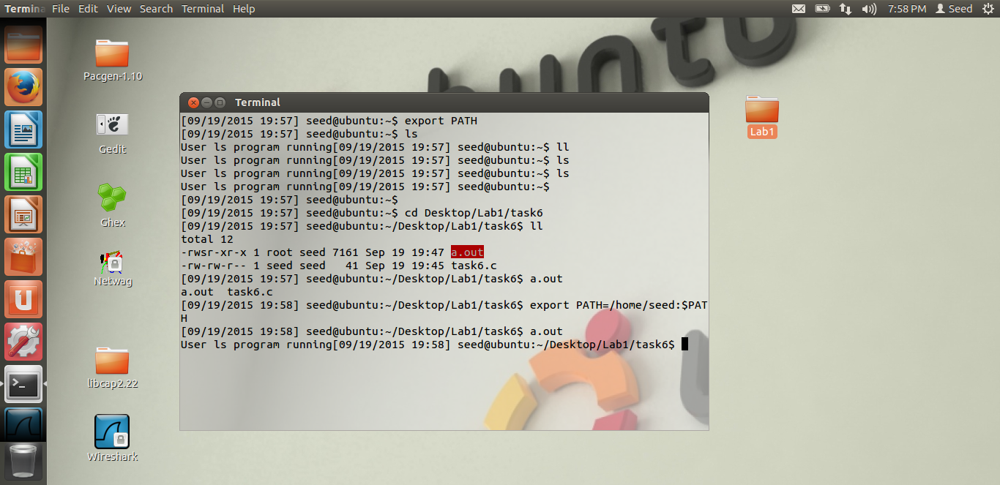 Termina File Edit View Search Terminal Help 7:58 PM Seed
Pacgen-1.10
Gedit
Ghex
Netwag
libcap2.22
Wireshark
Lab1
Terminal
[09/19/2015 19:57] seed@ubuntu:~$ export PATH
[09/19/2015 19:57] seed@ubuntu:~$ ls
User ls program running[09/19/2015 19:57] seed@ubuntu:~$ ll
User ls program running[09/19/2015 19:57] seed@ubuntu:~$ ls
User ls program running[09/19/2015 19:57] seed@ubuntu:~$ ls
User ls program running[09/19/2015 19:57] seed@ubuntu:~$
[09/19/2015 19:57] seed@ubuntu:~$
[09/19/2015 19:57] seed@ubuntu:~$ cd Desktop/Lab1/task6
[09/19/2015 19:57] seed@ubuntu:~/Desktop/Lab1/task6$ ll
total 12
-rwsr-xr-x 1 root seed 7161 Sep 19 19:47 a.out
-rw-rw-r-- 1 seed seed   41 Sep 19 19:45 task6.c
[09/19/2015 19:57] seed@ubuntu:~/Desktop/Lab1/task6$ a.out
a.out  task6.c
[09/19/2015 19:58] seed@ubuntu:~/Desktop/Lab1/task6$ export PATH=/home/seed:$PAT
H
[09/19/2015 19:58] seed@ubuntu:~/Desktop/Lab1/task6$ a.out
User ls program running[09/19/2015 19:58] seed@ubuntu:~/Desktop/Lab1/task6$